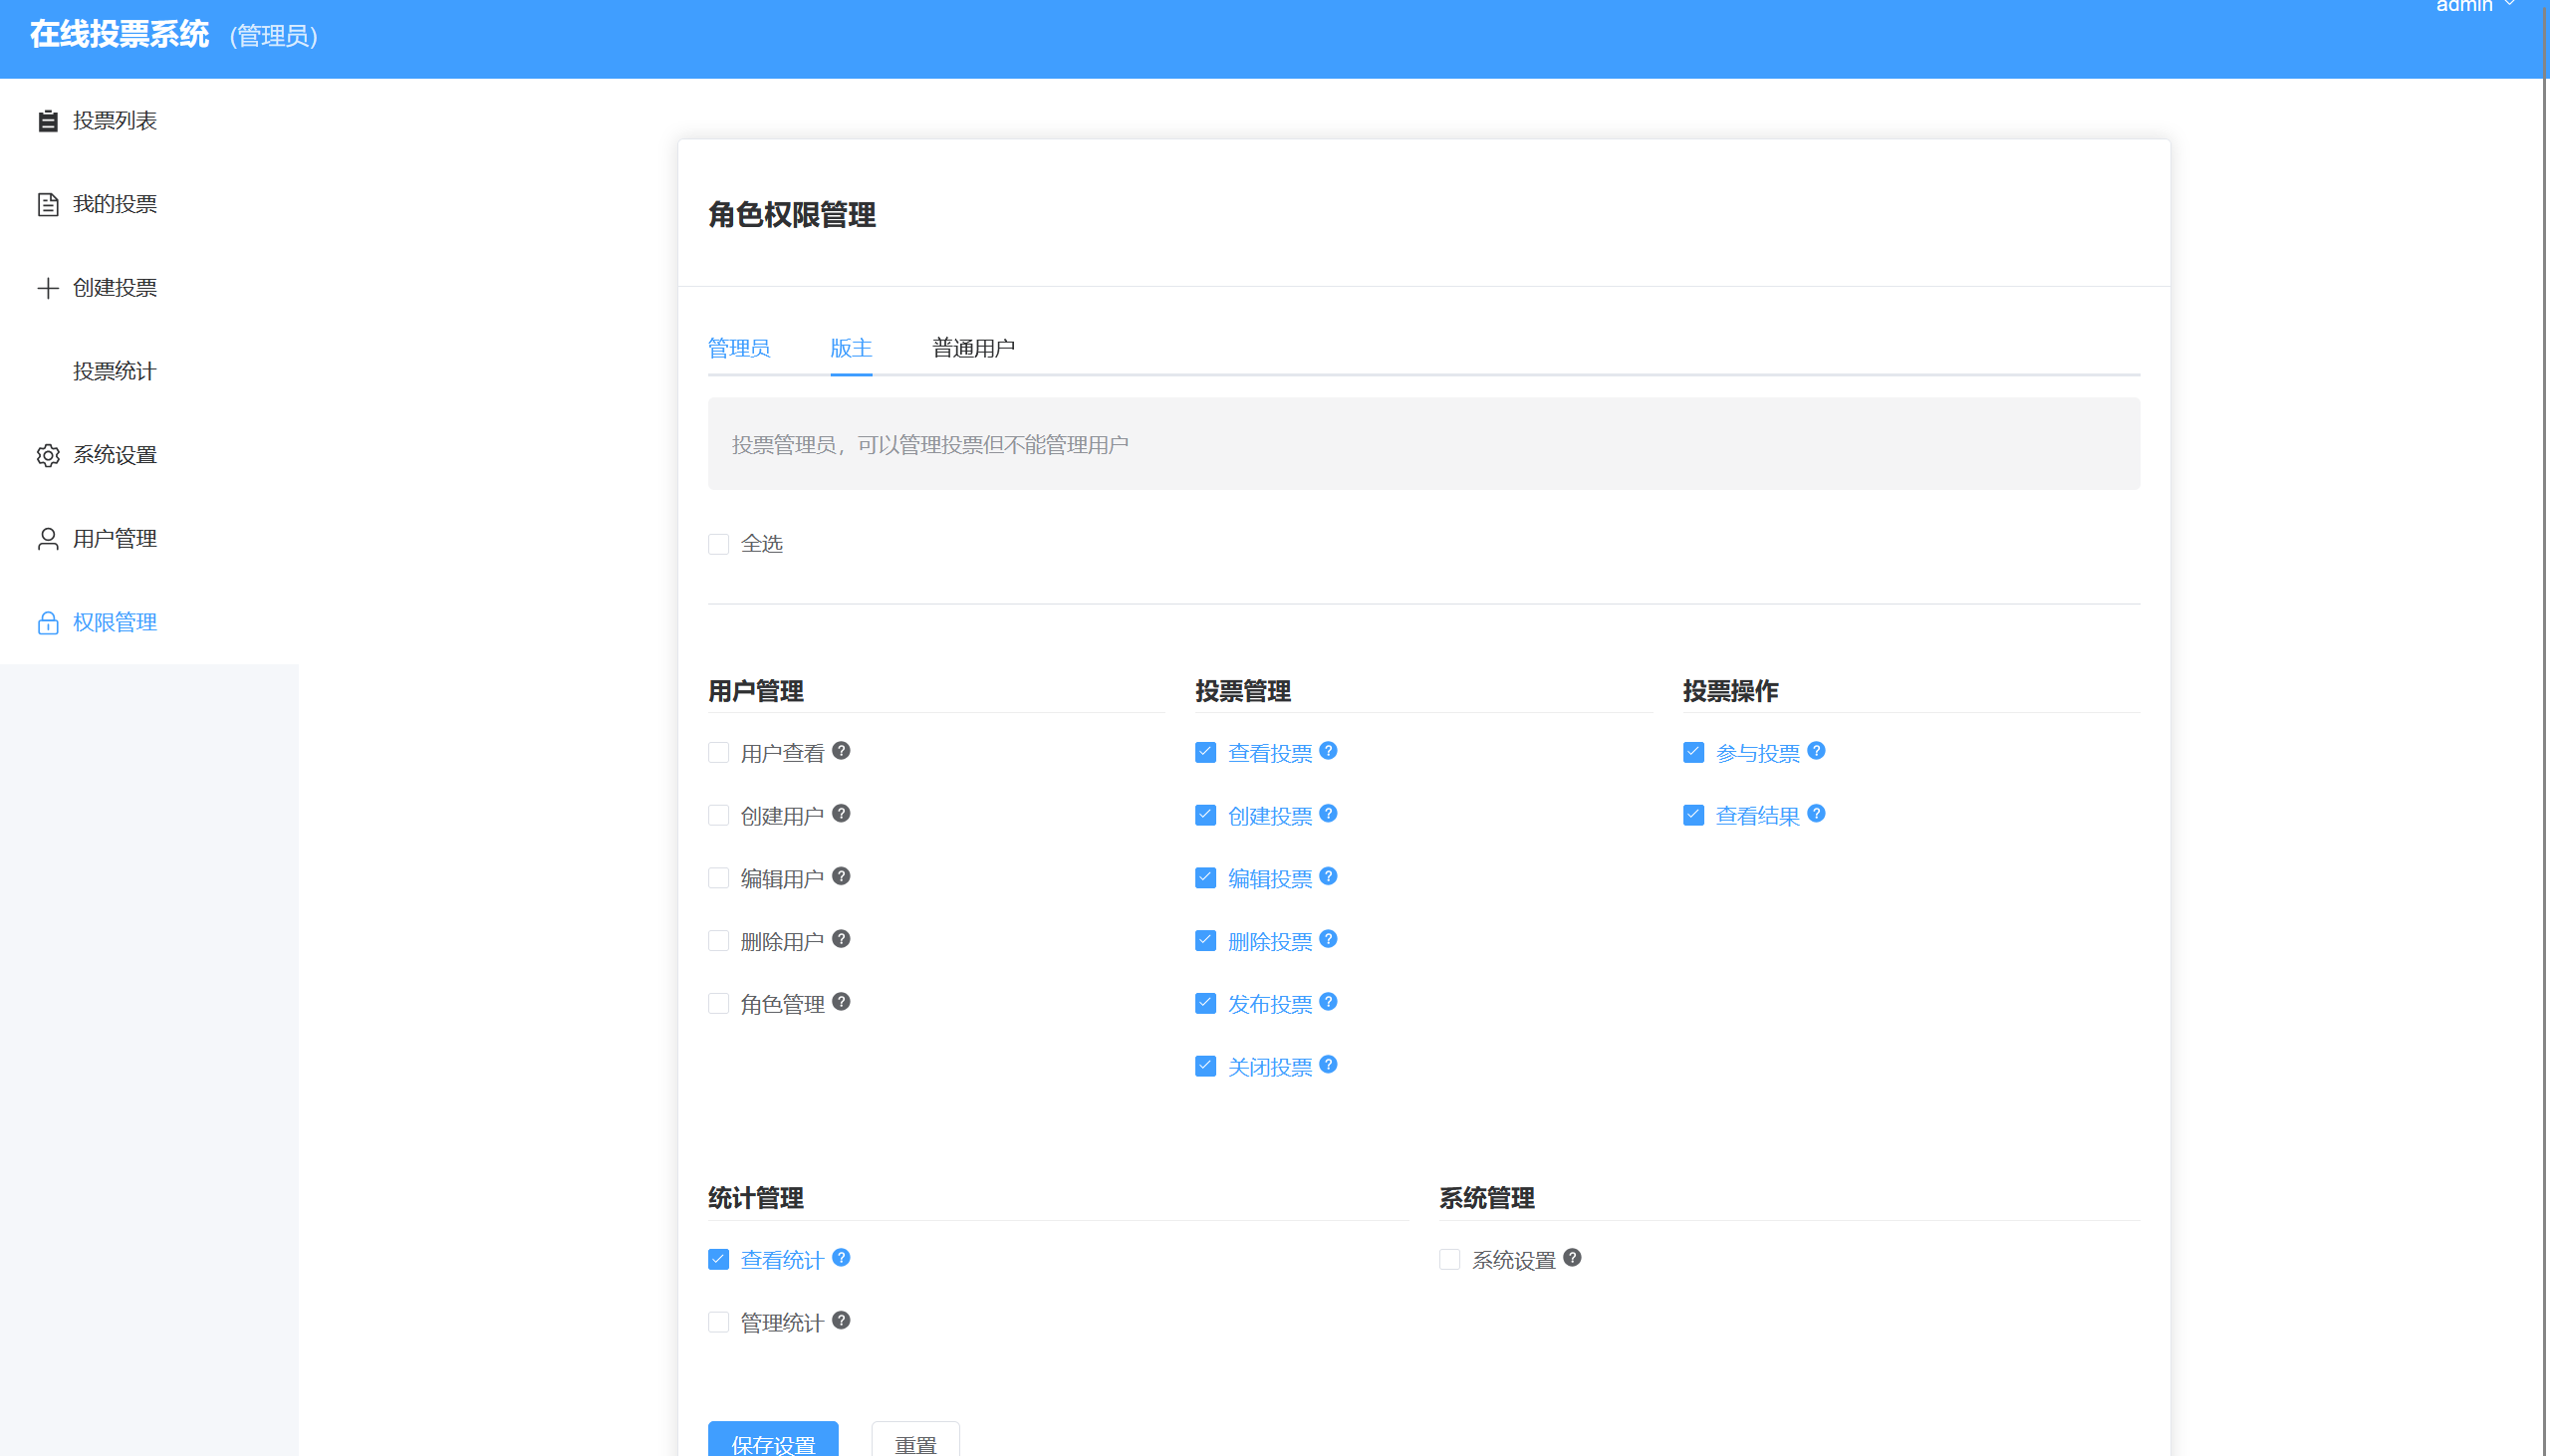 在线投票系统 (管理员)
admin
投票列表
我的投票
创建投票
投票统计
系统设置
用户管理
权限管理
角色权限管理
管理员 版主 普通用户
投票管理员，可以管理投票但不能管理用户
全选
用户管理
用户查看
创建用户
编辑用户
删除用户
角色管理
投票管理
查看投票
创建投票
编辑投票
删除投票
发布投票
关闭投票
投票操作
参与投票
查看结果
统计管理
查看统计
管理统计
系统管理
系统设置
保存设置 重置